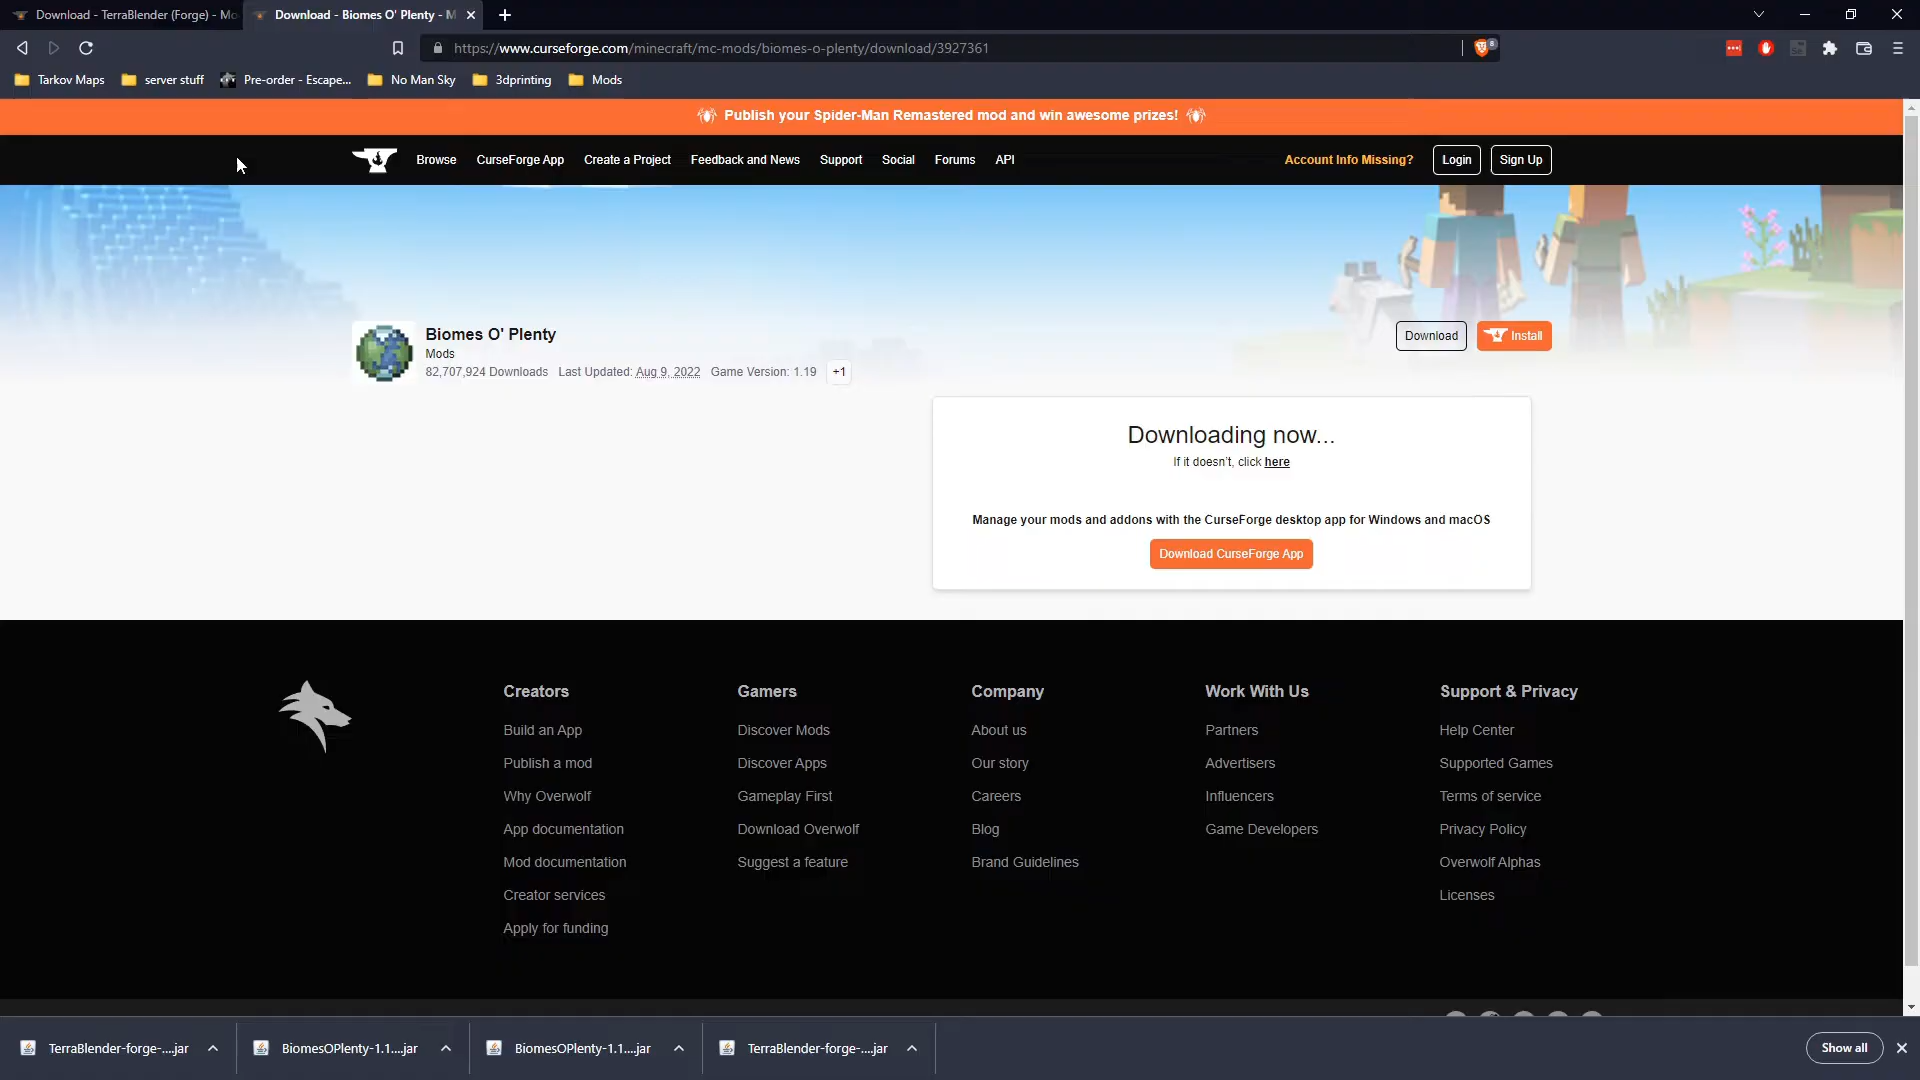 Download - TerraBlender (Forge) - Mo
Download - Biomes O' Plenty - M
https://www.curseforge.com/minecraft/mc-mods/biomes-o-plenty/download/3927361
8
Tarkov Maps
server stuff
Pre-order - Escape...
No Man Sky
3dprinting
Mods
Publish your Spider-Man Remastered mod and win awesome prizes!
Browse
CurseForge App
Create a Project
Feedback and News
Support
Social
Forums
API
Account Info Missing?
Login
Sign Up
Biomes O' Plenty
Mods
82,707,924 Downloads Last Updated: Aug 9, 2022 Game Version: 1.19 +1
Download
Install
Downloading now...
If it doesn't, click here
Manage your mods and addons with the CurseForge desktop app for Windows and macOS
Download CurseForge App
Creators
Build an App
Publish a mod
Why Overwolf
App documentation
Mod documentation
Creator services
Apply for funding
Gamers
Discover Mods
Discover Apps
Gameplay First
Download Overwolf
Suggest a feature
Company
About us
Our story
Careers
Blog
Brand Guidelines
Work With Us
Partners
Advertisers
Influencers
Game Developers
Support & Privacy
Help Center
Supported Games
Terms of service
Privacy Policy
Overwolf Alphas
Licenses
TerraBlender-forge-....jar
BiomesOPlenty-1.1....jar
BiomesOPlenty-1.1....jar
TerraBlender-forge-....jar
Show all